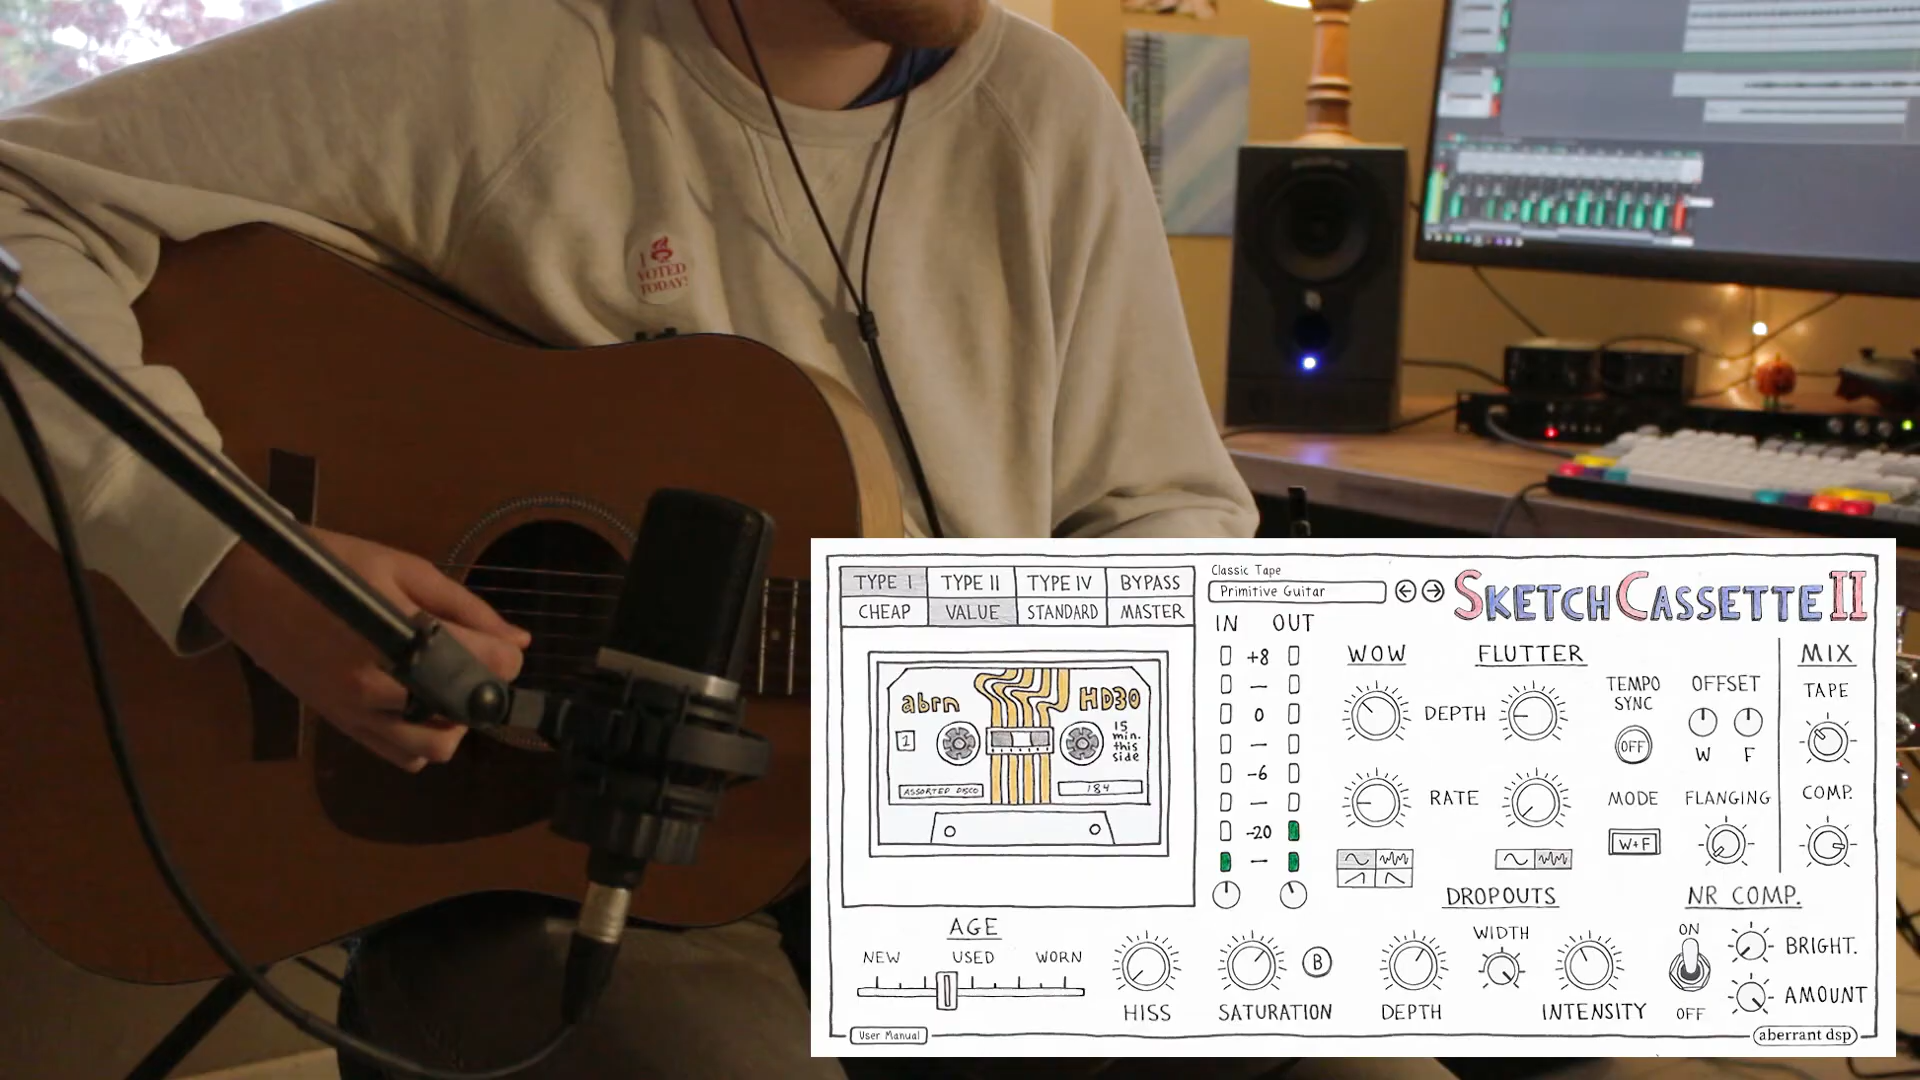 I
VOTED
TODAY!
TYPE I TYPE II TYPE IV BYPASS
CHEAP VALUE STANDARD MASTER
abrn HD30
1
15
min.
this
side
ASSORTED DISCO 184
Classic Tape
Primitive Guitar
SKETCHCASSETTE II
IN OUT
+8
0
-6
-20
WOW FLUTTER
DEPTH
RATE
TEMPO
SYNC
OFF
OFFSET
W F
MODE
W+F
FLANGING
MIX
TAPE
COMP.
AGE
NEW USED WORN
HISS
SATURATION
B
DROPOUTS
DEPTH
WIDTH
INTENSITY
NR COMP.
ON
OFF
BRIGHT.
AMOUNT
User Manual
aberrant dsp